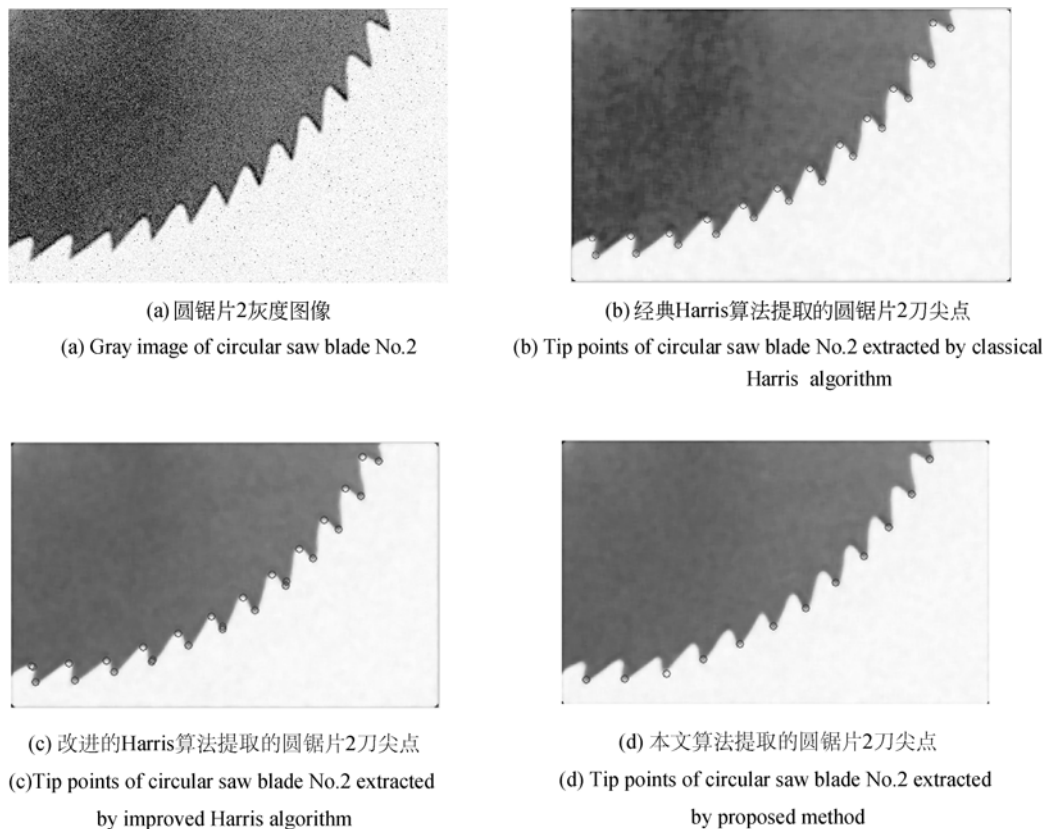 (a) 圆锯片2灰度图像
(a) Gray image of circular saw blade No.2
(b) 经典Harris算法提取的圆锯片2刀尖点
(b) Tip points of circular saw blade No.2 extracted by classical
Harris algorithm
(c) 改进的Harris算法提取的圆锯片2刀尖点
(c)Tip points of circular saw blade No.2 extracted
by improved Harris algorithm
(d) 本文算法提取的圆锯片2刀尖点
(d) Tip points of circular saw blade No.2 extracted
by proposed method